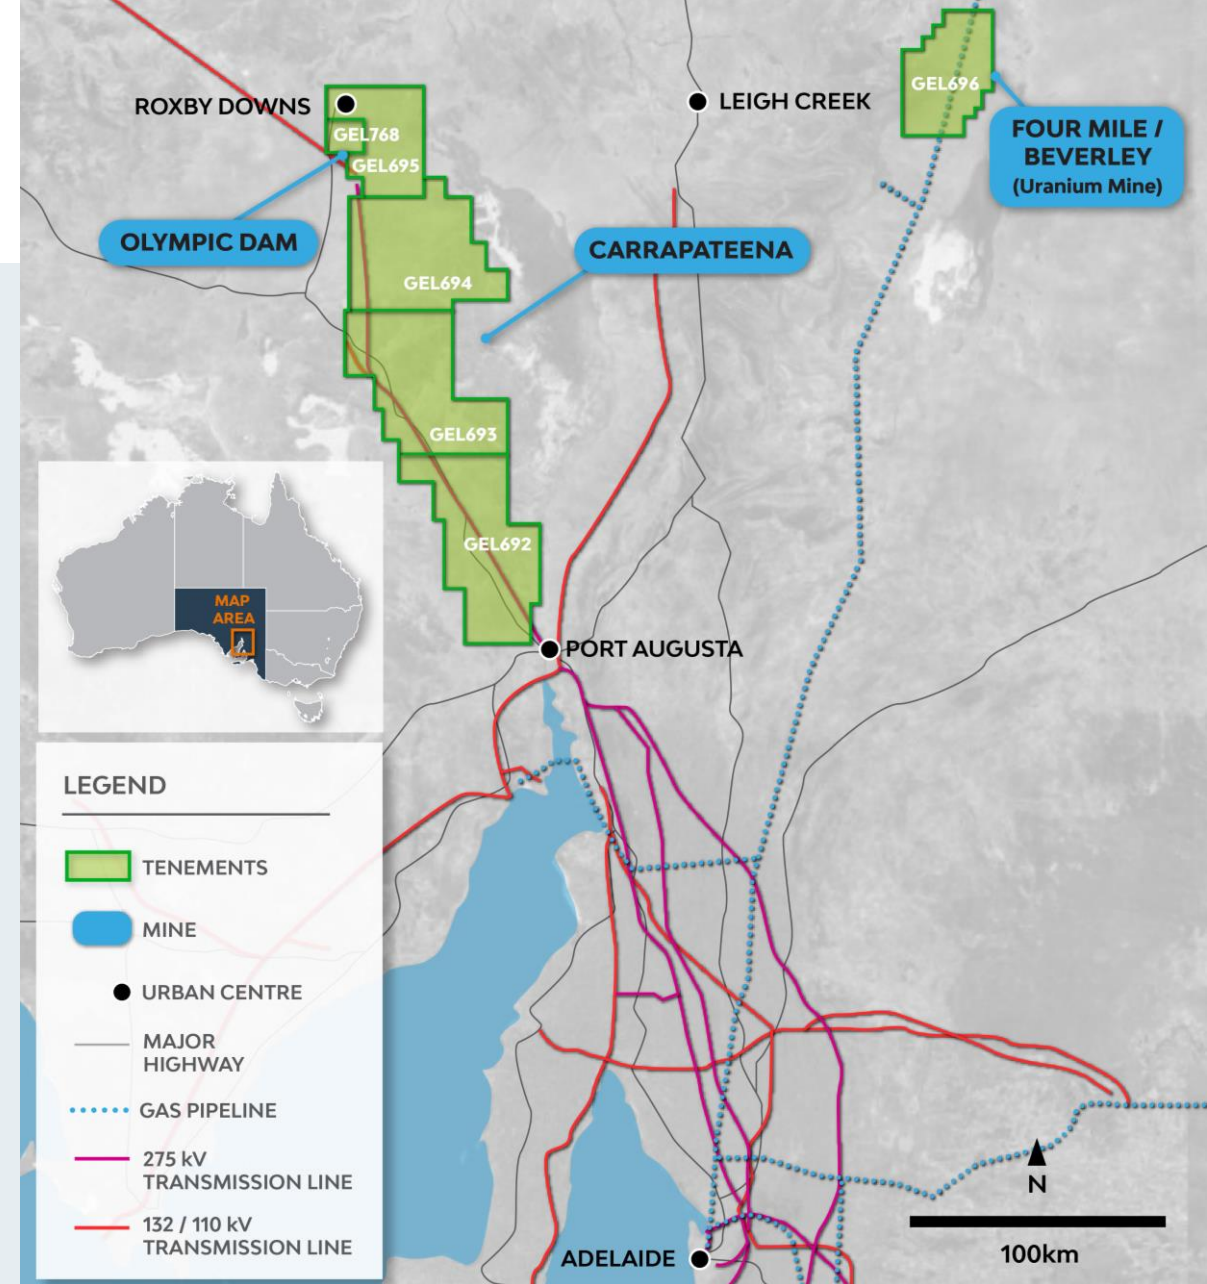 ROXBY DOWNS
LEIGH CREEK
GEL696
GEL768
GEL695
FOUR MILE /
BEVERLEY
(Uranium Mine)
OLYMPIC DAM
CARRAPATEENA
GEL694
GEL693
GEL692
MAP
AREA
PORT AUGUSTA
LEGEND
TENEMENTS
MINE
URBAN CENTRE
MAJOR
HIGHWAY
GAS PIPELINE
275 kV
TRANSMISSION LINE
132 / 110 kV
TRANSMISSION LINE
ADELAIDE
N
100km